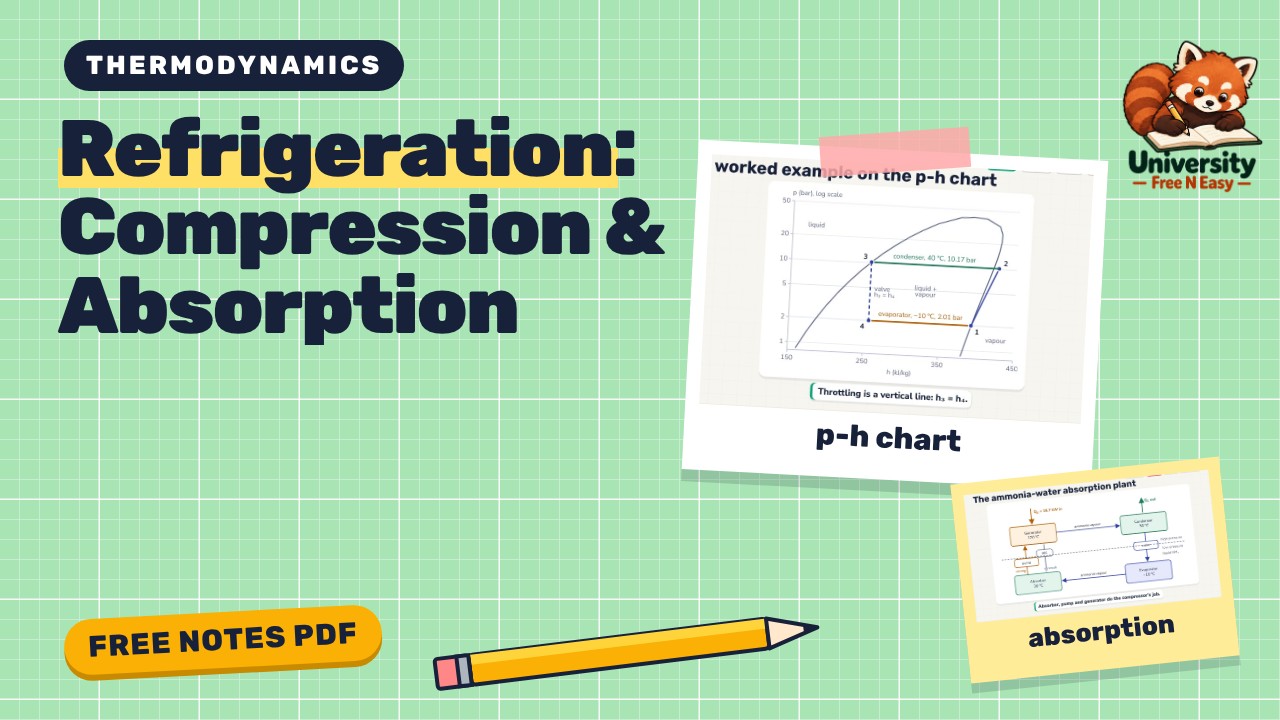 THERMODYNAMICS
Refrigeration:
Compression &
Absorption
University
Free N Easy
worked example on the p-h chart
p (bar), log scale
50
20
10
5
2
1
liquid
3
condenser, 40 °C, 10.17 bar
2
valve
h₃ = h₄
liquid +
vapour
evaporator, −10 °C, 2.01 bar
4
1
vapour
150
250
350
450
h (kJ/kg)
Throttling is a vertical line: h₃ = h₄.
p-h chart
The ammonia-water absorption plant
Absorber, pump and generator do the compressor's job.
absorption
FREE NOTES PDF